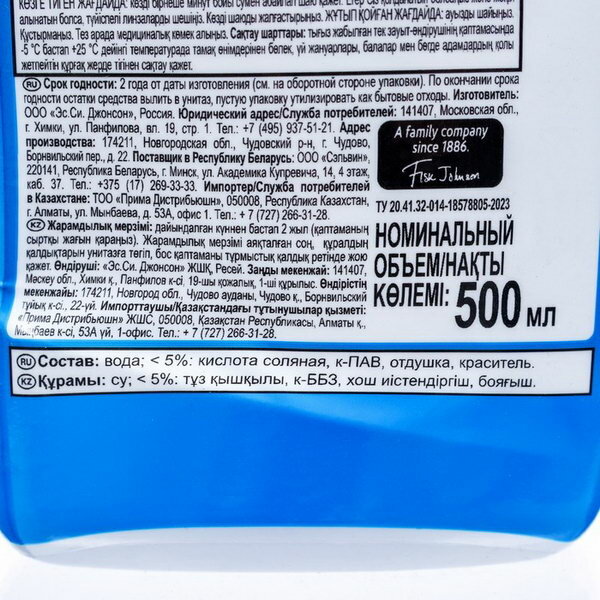 КӨЗГЕ ТИГЕН ЖАҒДАЙДА: көзді бірнеше минут бойы сумен абайлап шаю қажет. Егер Сіз
алатын болса, түйіспелі линзаларды шешіңіз. Көзді шаюды жалғастырыңыз. ЖҰТЫП ҚОЙҒАН ЖАҒДАЙДА: ауызды шайыңыз.
Құстырмаңыз. Тез арада медициналық көмек алыңыз. Сақтау шарттары: тығыз жабылған тек зауыт-өндірушінің қаптамасында
-5 °С бастап +25 °С дейінгі температурада тамақ өнімдерінен бөлек, үй жануарлары, балалар мен бөгде адамдардың қолы
жетпейтін құрғақ жерде тігінен сақтау қажет.
RU Срок годности: 2 года от даты изготовления (см. на оборотной стороне упаковки). По окончании срока
годности остатки средства вылить в унитаз, пустую упаковку утилизировать как бытовые отходы. Изготовитель:
ООО «Эс.Си. Джонсон», Россия. Юридический адрес/Служба потребителей: 141407, Московская обл.,
г. Химки, ул. Панфилова, вл. 19, стр. 1. Тел.: +7 (495) 937-51-21. Адрес
производства: 174211, Новгородская обл., Чудовский р-н, г. Чудово,
Борнвильский пер., д. 22. Поставщик в Республику Беларусь: ООО «Сэльвин»,
220141, Республика Беларусь, г. Минск, ул. Академика Купревича, 14, 4 этаж,
каб. 37. Тел.: +375 (17) 269-33-33. Импортер/Служба потребителей
в Казахстане: ТОО «Прима Дистрибьюшн», 050008, Республика Казахстан,
г. Алматы, ул. Мынбаева, д. 53А, офис 1. Тел.: + 7 (727) 266-31-28.
KZ Жарамдылық мерзімі: дайындалған күннен бастап 2 жыл (қаптаманың
сыртқы жағын қараңыз). Жарамдылық мерзімі аяқталған соң, құралдың
қалдықтарын унитазға төгіп, бос қаптаманы тұрмыстық қалдық ретінде жою
қажет. Өндіруші: «Эс.Си. Джонсон» ЖШҚ, Ресей. Заңды мекенжай: 141407,
Мәскеу обл., Химки қ., Панфилов к-сі, 19-шы қожалық, 1-ші құрылыс. Өндірістің
мекенжайы: 174211, Новгород обл., Чудово ауданы, Чудово қ., Борнвильский
тұйық к-сі., 22-үй. Импорттаушы/Қазақстандағы тұтынушылар қызметі:
«Прима Дистрибьюшн» ЖШС, 050008, Қазақстан Республикасы, Алматы қ.,
Мыңбаев к-сі, 53А үй, 1-офис. Тел.: + 7 (727) 266-31-28.
A family company
since 1886.
Fisk Johnson
ТУ 20.41.32-014-18578805-2023
НОМИНАЛЬНЫЙ
ОБЪЕМ/НАҚТЫ
КӨЛЕМІ: 500 мл
RU Состав: вода; < 5%: кислота соляная, к-ПАВ, отдушка, краситель.
KZ Құрамы: су; < 5%: тұз қышқылы, к-ББЗ, хош иістендіргіш, бояғыш.